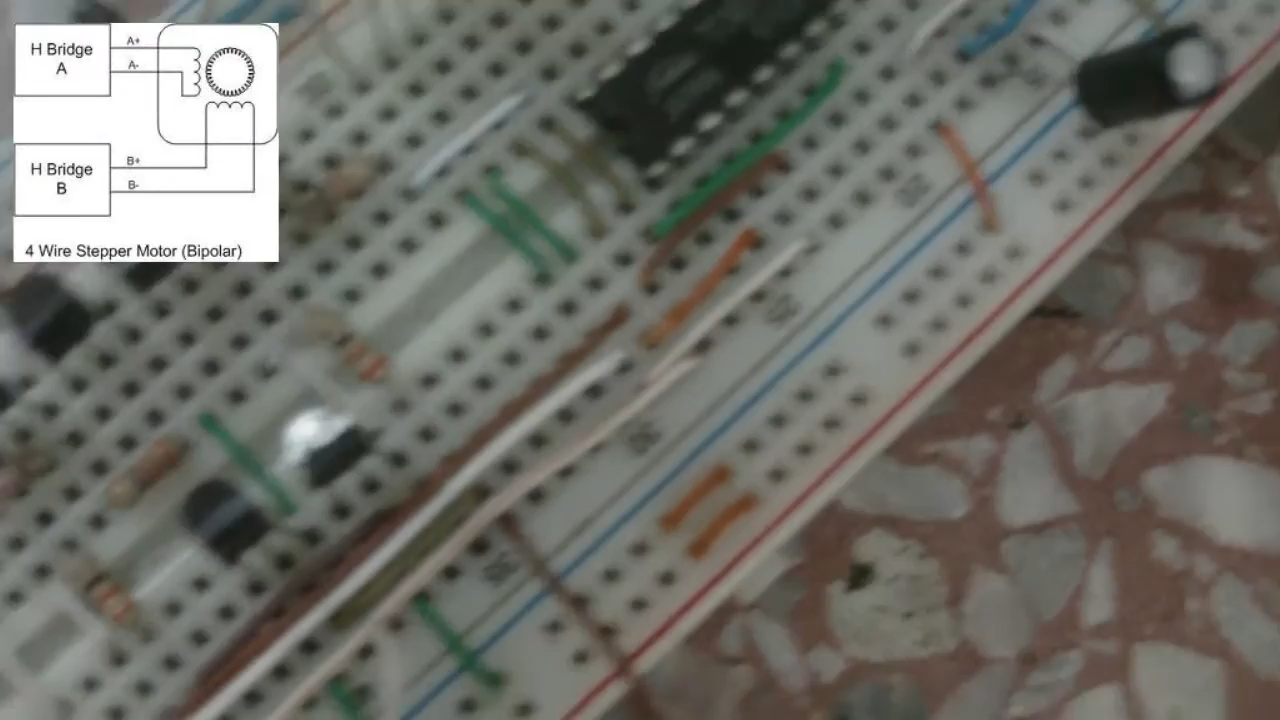 H Bridge
A
A+
A-
H Bridge
B
B+
B-
4 Wire Stepper Motor (Bipolar)